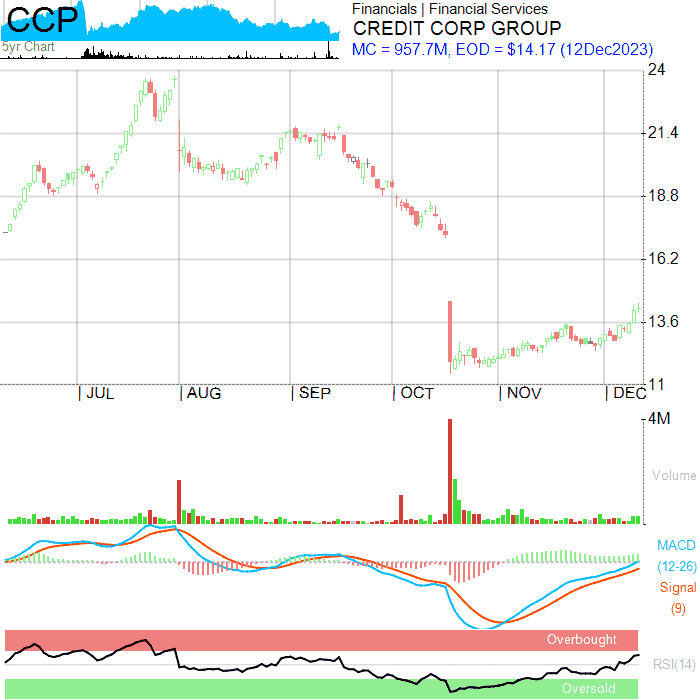 CCP
5yr Chart
Financials | Financial Services
CREDIT CORP GROUP
MC = 957.7M, EOD = $14.17 (12Dec2023)
24
21.4
18.8
16.2
13.6
11
| JUL | AUG | SEP | OCT | NOV | DEC
4M
Volume
MACD
(12-26)
Signal
(9)
Overbought
RSI(14)
Oversold